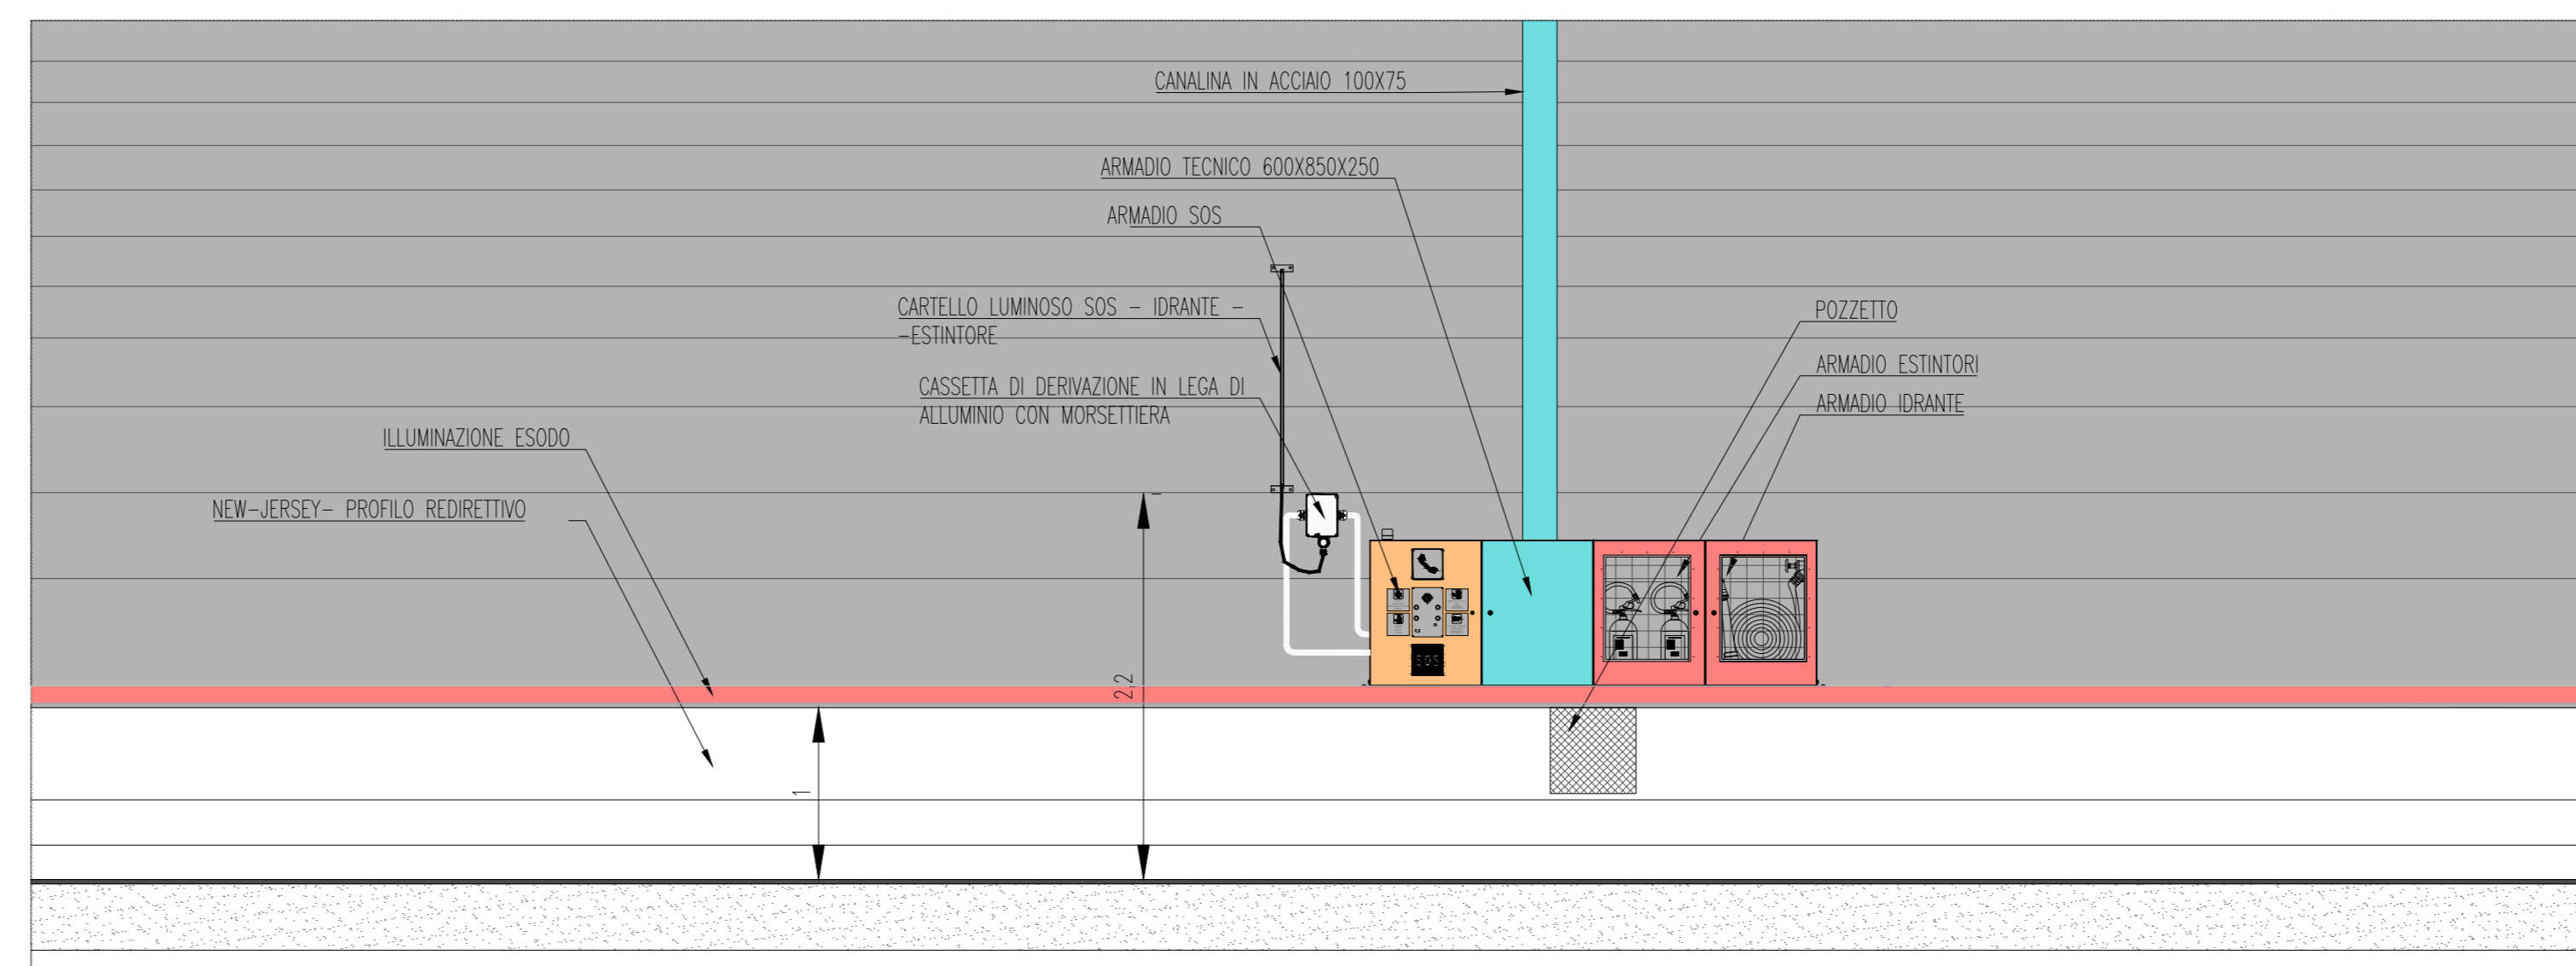 CANALINA IN ACCIAIO 100X75
ARMADIO TECNICO 600X850X250
ARMADIO SOS
CARTELLO LUMINOSO SOS - IDRANTE -
-ESTINTORE
CASSETTA DI DERIVAZIONE IN LEGA DI
ALLUMINIO CON MORSETTIERA
POZZETTO
ARMADIO ESTINTORI
ARMADIO IDRANTE
ILLUMINAZIONE ESODO
NEW-JERSEY- PROFILO REDIRETTIVO
SOS
2,2
1